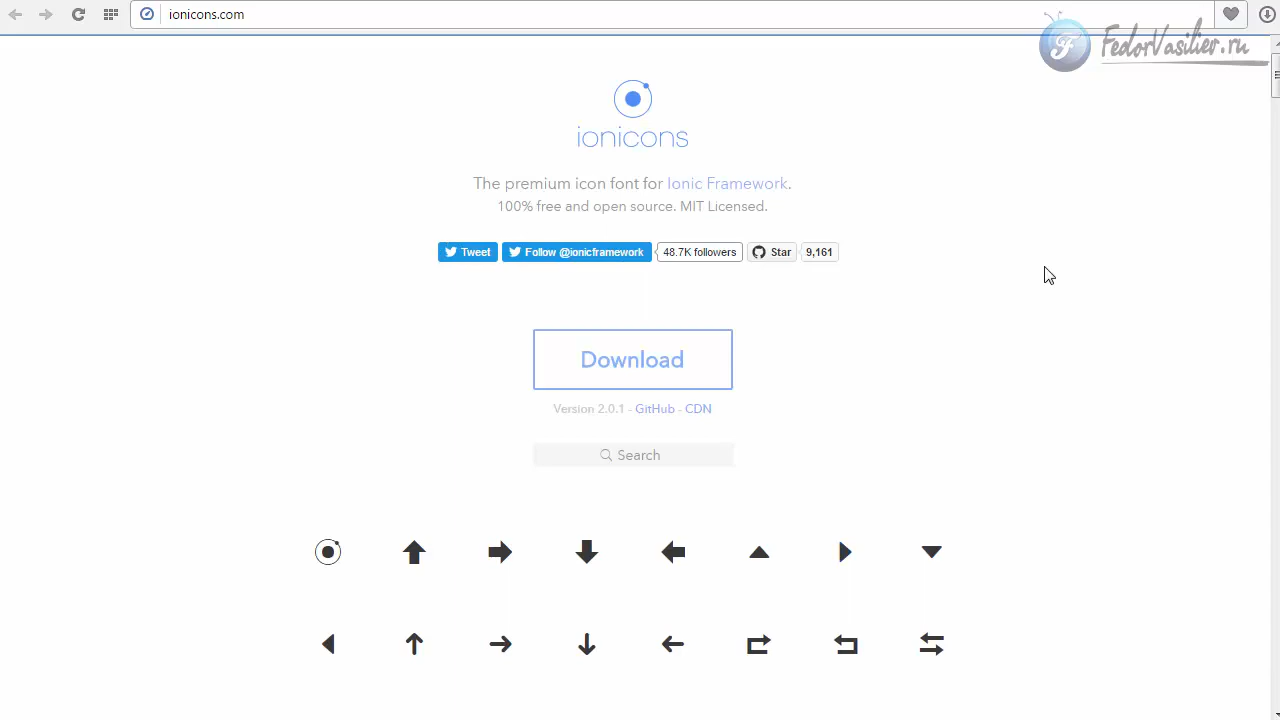 ionicons.com
FedorVasilier.ru
ionicons
The premium icon font for Ionic Framework.
100% free and open source. MIT Licensed.
Tweet Follow @ionicframework 48.7K followers Star 9,161
Download
Version 2.0.1 - GitHub - CDN
Search